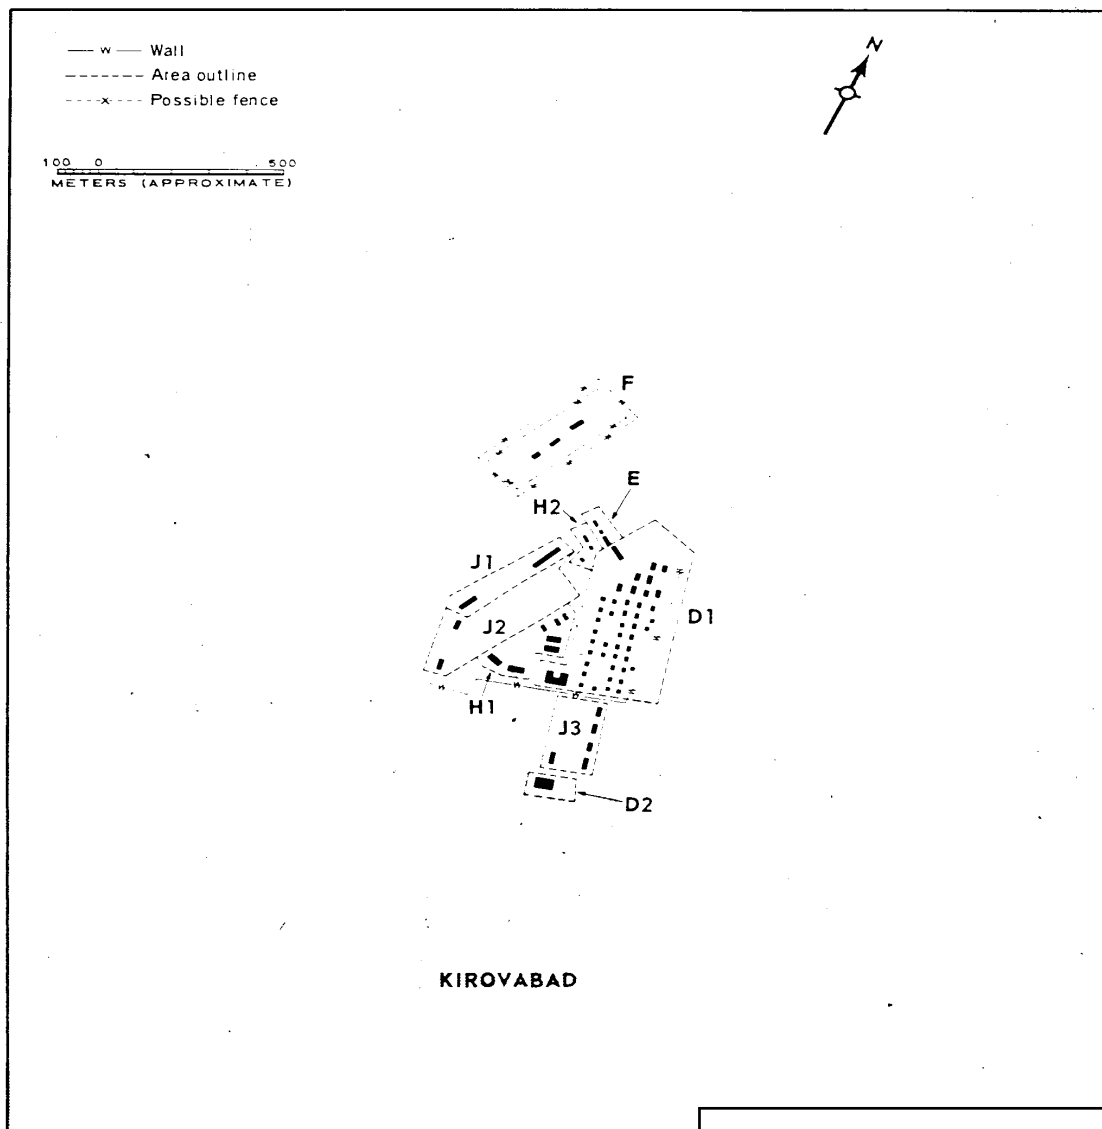 N
— w — Wall
------- Area outline
----x---- Possible fence
100 0 500
METERS (APPROXIMATE)
F
E
H2
J1
J2
D1
H1
J3
D2
KIROVABAD